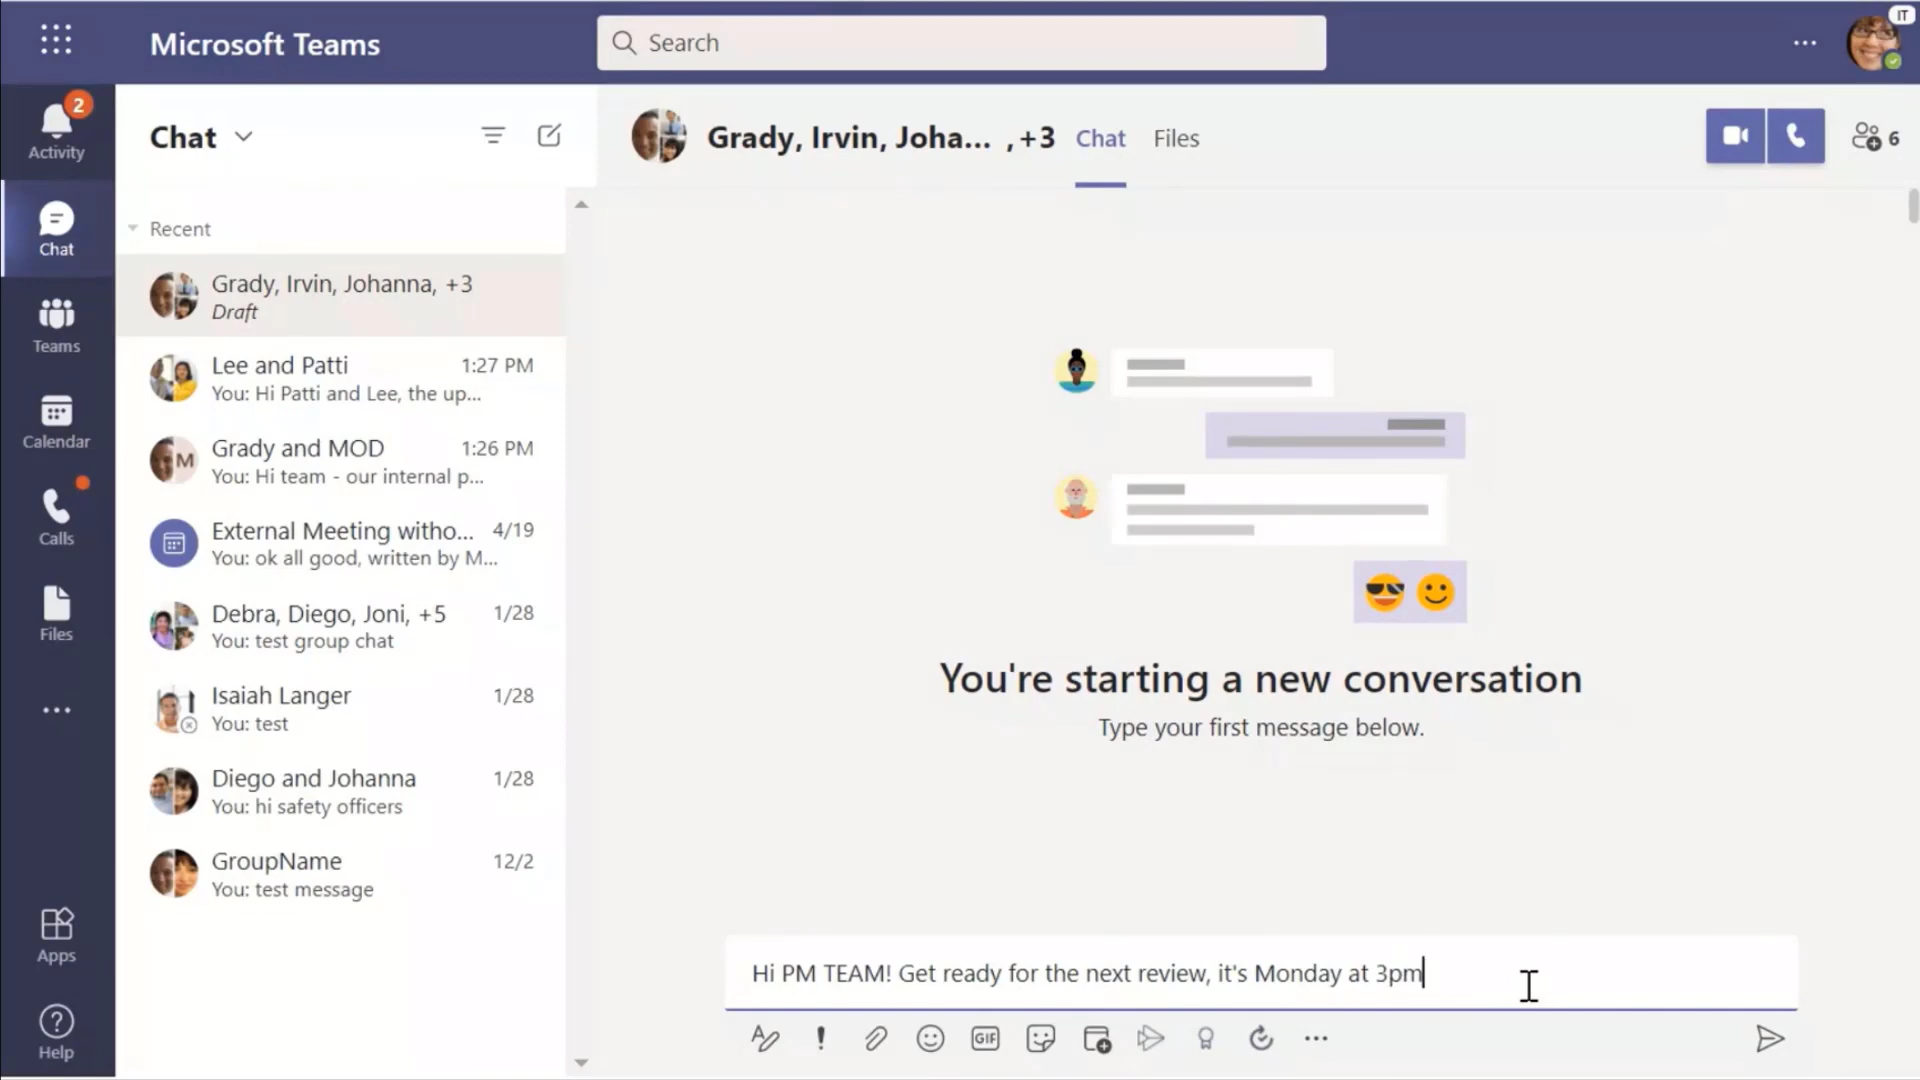 Microsoft Teams
Search
IT
2
Activity
Chat
Teams
Calendar
Calls
Files
Apps
Help
Chat
Recent
Grady, Irvin, Johanna, +3
Draft
Lee and Patti 1:27 PM
You: Hi Patti and Lee, the up...
Grady and MOD 1:26 PM
M
You: Hi team - our internal p...
External Meeting witho... 4/19
You: ok all good, written by M...
Debra, Diego, Joni, +5 1/28
You: test group chat
Isaiah Langer 1/28
You: test
Diego and Johanna 1/28
You: hi safety officers
GroupName 12/2
You: test message
Grady, Irvin, Joha... , +3 Chat Files 6
You're starting a new conversation
Type your first message below.
Hi PM TEAM! Get ready for the next review, it's Monday at 3pm
GIF